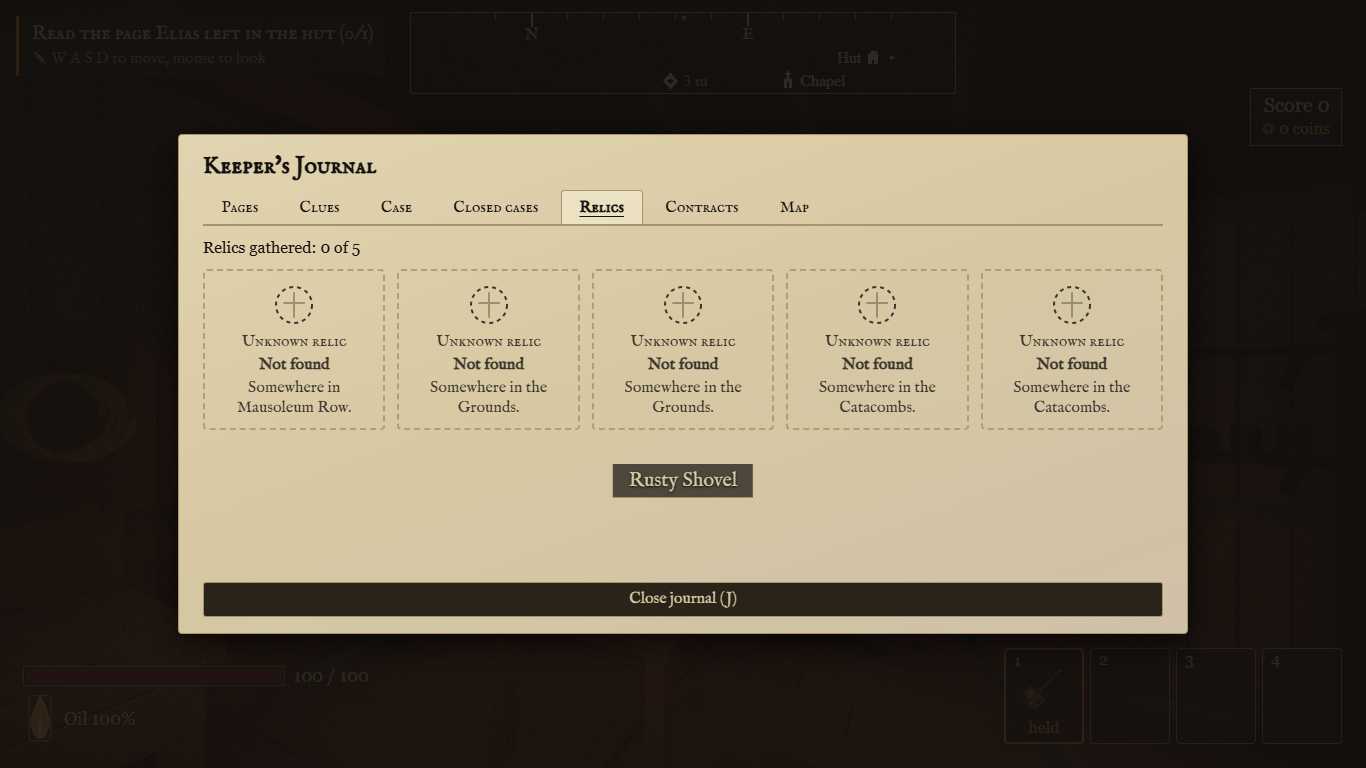 Read the page Elias left in the hut (0/1)
W A S D to move, mouse to look
N
E
Hut
3 m
Chapel
Score 0
0 coins
Keeper's Journal
Pages
Clues
Case
Closed cases
Relics
Contracts
Map
Relics gathered: 0 of 5
Unknown relic
Not found
Somewhere in
Mausoleum Row.
Unknown relic
Not found
Somewhere in the
Grounds.
Unknown relic
Not found
Somewhere in the
Grounds.
Unknown relic
Not found
Somewhere in the
Catacombs.
Unknown relic
Not found
Somewhere in the
Catacombs.
Rusty Shovel
Close journal (J)
100 / 100
Oil 100%
1
held
2
3
4